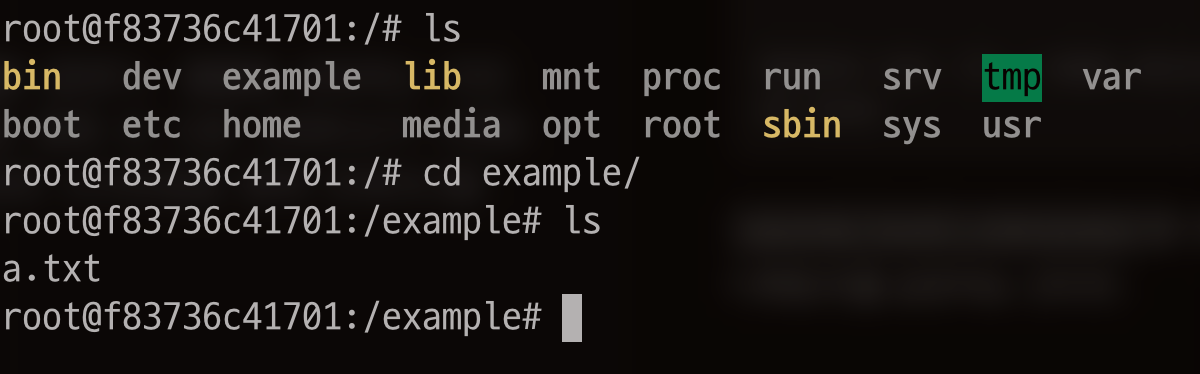 root@f83736c41701:/# ls
bin dev example lib mnt proc run srv tmp var
boot etc home media opt root sbin sys usr
root@f83736c41701:/# cd example/
root@f83736c41701:/example# ls
a.txt
root@f83736c41701:/example#